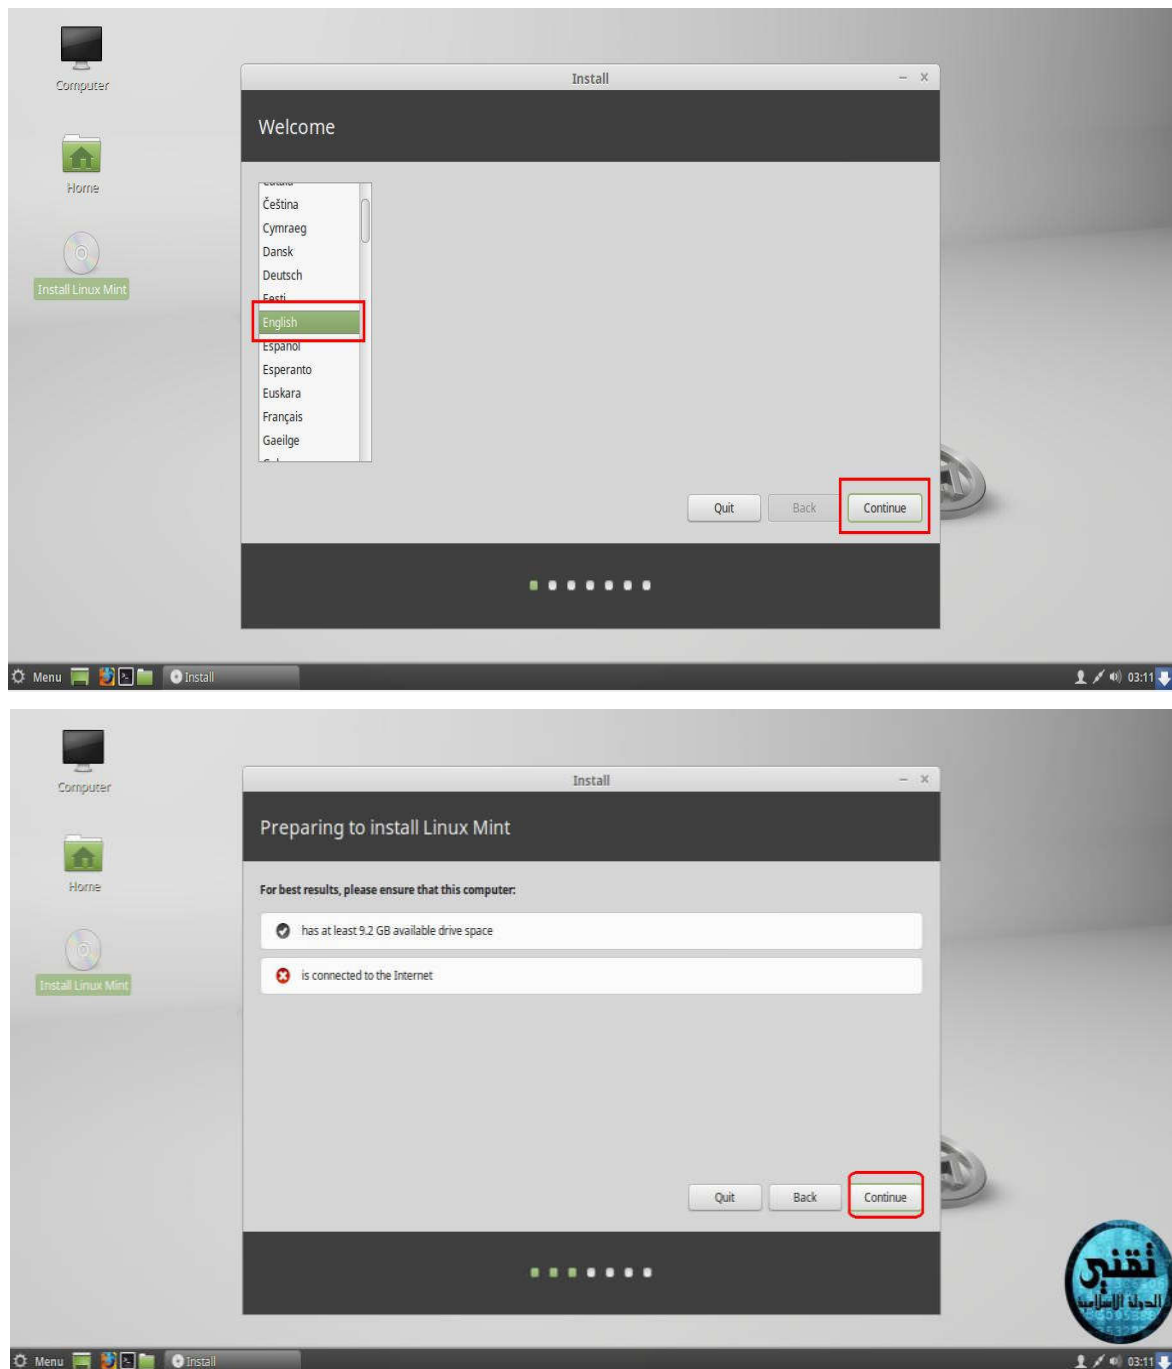 Computer
Install
Welcome
Home
Čeština
Cymraeg
Dansk
Deutsch
Install Linux Mint
Eesti
English
Español
Esperanto
Euskara
Français
Gaeilge
Quit Back Continue
Menu Install 03:11
Computer
Install
Preparing to install Linux Mint
Home
For best results, please ensure that this computer:
has at least 9.2 GB available drive space
is connected to the Internet
Install Linux Mint
Quit Back Continue
تقني
الدولة الإسلامية
Menu Install 03:11